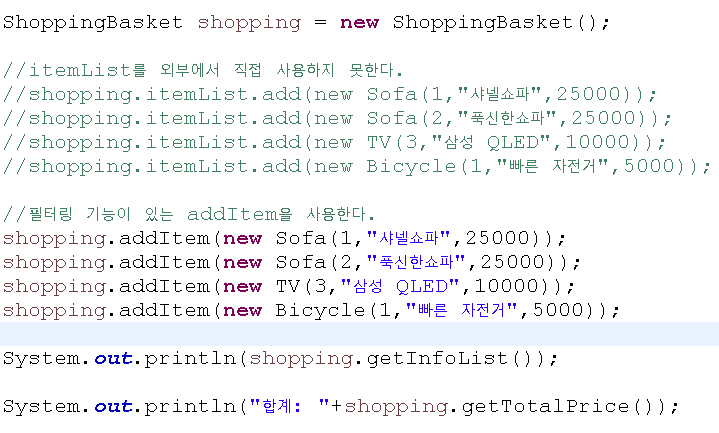 ShoppingBasket shopping = new ShoppingBasket();
//itemList를 외부에서 직접 사용하지 못한다.
//shopping.itemList.add(new Sofa(1,"샤넬쇼파",25000));
//shopping.itemList.add(new Sofa(2,"푹신한쇼파",25000));
//shopping.itemList.add(new TV(3,"삼성 QLED",10000));
//shopping.itemList.add(new Bicycle(1,"빠른 자전거",5000));
//필터링 기능이 있는 addItem을 사용한다.
shopping.addItem(new Sofa(1,"샤넬쇼파",25000));
shopping.addItem(new Sofa(2,"푹신한쇼파",25000));
shopping.addItem(new TV(3,"삼성 QLED",10000));
shopping.addItem(new Bicycle(1,"빠른 자전거",5000));
System.out.println(shopping.getInfoList());
System.out.println("합계: "+shopping.getTotalPrice());